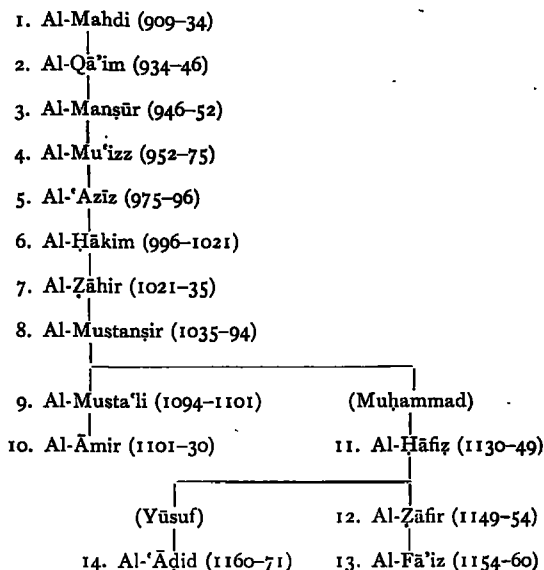 1. Al-Mahdi (909–34)
2. Al-Qā’im (934–46)
3. Al-Manṣūr (946–52)
4. Al-Mu‘izz (952–75)
5. Al-‘Azīz (975–96)
6. Al-Ḥākim (996–1021)
7. Al-Ẓāhir (1021–35)
8. Al-Mustanṣir (1035–94)
9. Al-Musta‘li (1094–1101) (Muḥammad)
10. Al-Āmir (1101–30) 11. Al-Ḥāfiẓ (1130–49)
(Yūsuf) 12. Al-Ẓāfir (1149–54)
14. Al-‘Āḍid (1160–71) 13. Al-Fā’iz (1154–60)